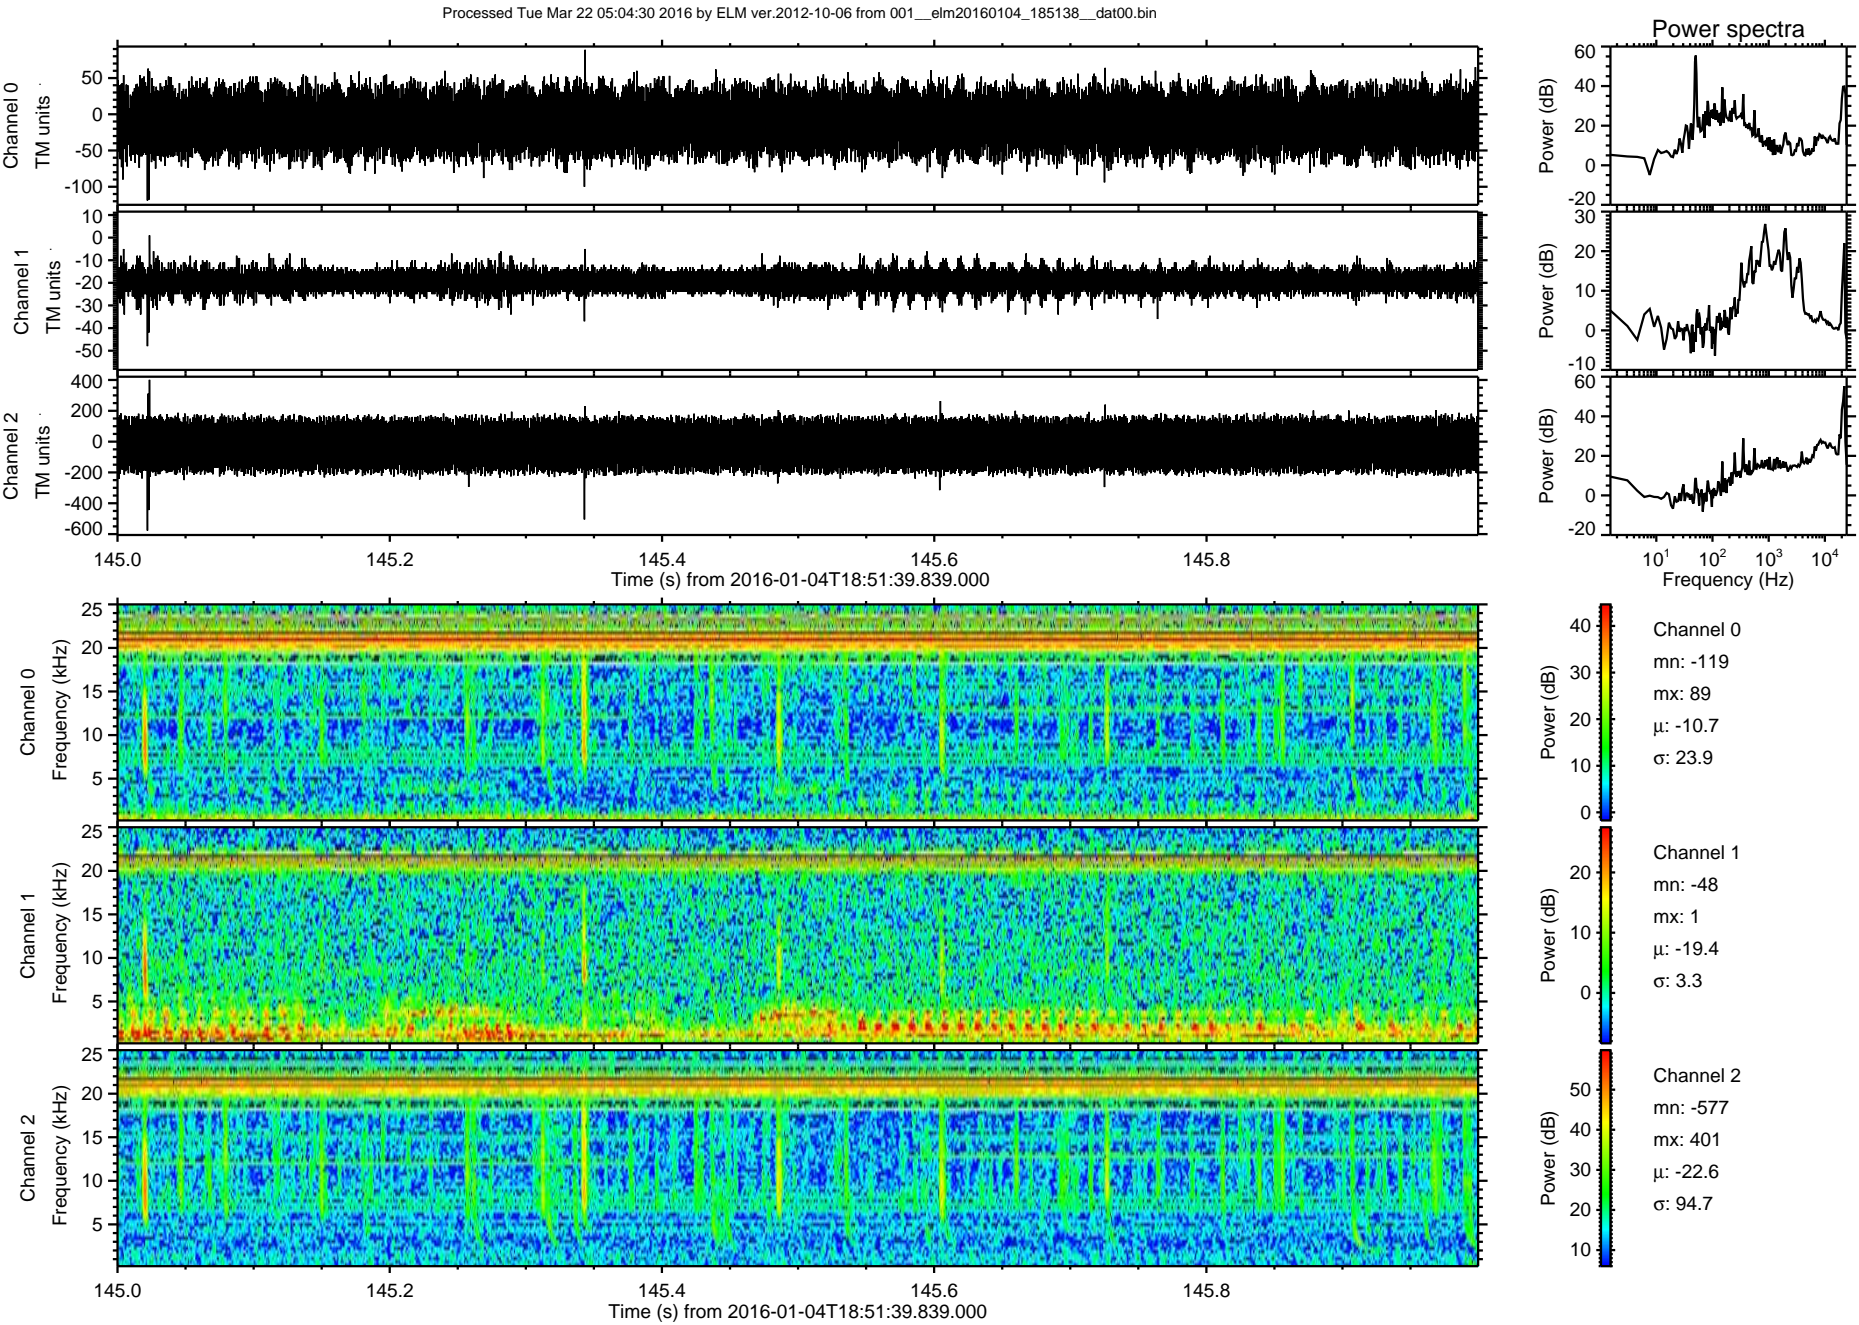 Processed Tue Mar 22 05:04:30 2016 by ELM ver.2012-10-06 from 001__elm20160104_185138__dat00.bin
Power spectra
Channel 0
TM units
50
0
-50
-100
Power (dB)
60
40
20
0
-20
Channel 1
TM units
10
0
-10
-20
-30
-40
-50
Power (dB)
30
20
10
0
-10
Channel 2
TM units
400
200
0
-200
-400
-600
Power (dB)
60
40
20
0
-20
145.0
145.2
145.4
145.6
145.8
Time (s) from 2016-01-04T18:51:39.839.000
10^1
10^2
10^3
10^4
Frequency (Hz)
Channel 0
Frequency (kHz)
25
20
15
10
5
Power (dB)
40
30
20
10
0
Channel 0
mn: -119
mx: 89
μ: -10.7
σ: 23.9
Channel 1
Frequency (kHz)
25
20
15
10
5
Power (dB)
20
10
0
Channel 1
mn: -48
mx: 1
μ: -19.4
σ: 3.3
Channel 2
Frequency (kHz)
25
20
15
10
5
Power (dB)
50
40
30
20
10
Channel 2
mn: -577
mx: 401
μ: -22.6
σ: 94.7
145.0
145.2
145.4
145.6
145.8
Time (s) from 2016-01-04T18:51:39.839.000